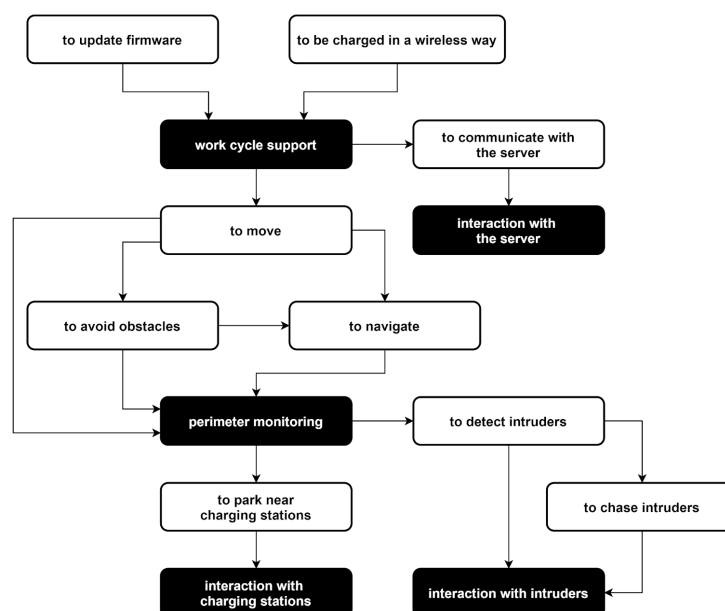 to update firmware
to be charged in a wireless way
work cycle support
to communicate with
the server
interaction with
the server
to move
to avoid obstacles
to navigate
perimeter monitoring
to detect intruders
to park near
charging stations
to chase intruders
interaction with
charging stations
interaction with intruders